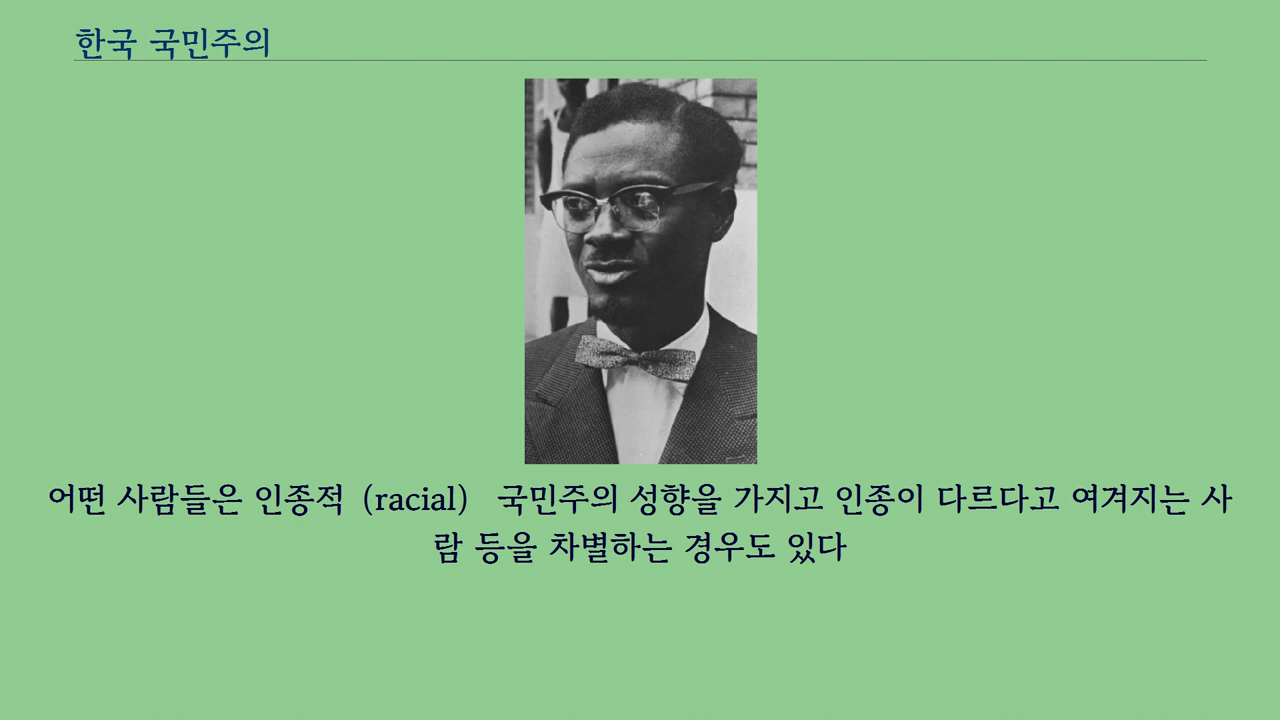 한국 국민주의
어떤 사람들은 인종적 (racial) 국민주의 성향을 가지고 인종이 다르다고 여겨지는 사
람 등을 차별하는 경우도 있다